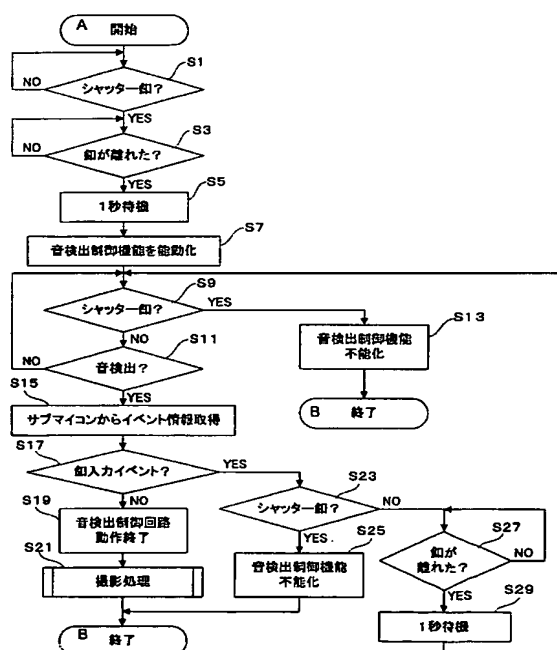 A 開始
S1
シャッター釦？
NO
YES
S3
釦が離れた？
NO
YES
S5
1秒待機
S7
音検出制御機能を能動化
S9
シャッター釦？
YES
NO
S13
音検出制御機能
不能化
S11
音検出？
NO
YES
B 終了
S15
サブマイコンからイベント情報取得
S17
釦入力イベント？
YES
NO
S23
シャッター釦？
NO
YES.
S19
音検出制御回路
動作終了
S25
音検出制御機能
不能化
S27
釦が
離れた？
NO
YES
S21
撮影処理
S29
1秒待機
B 終了